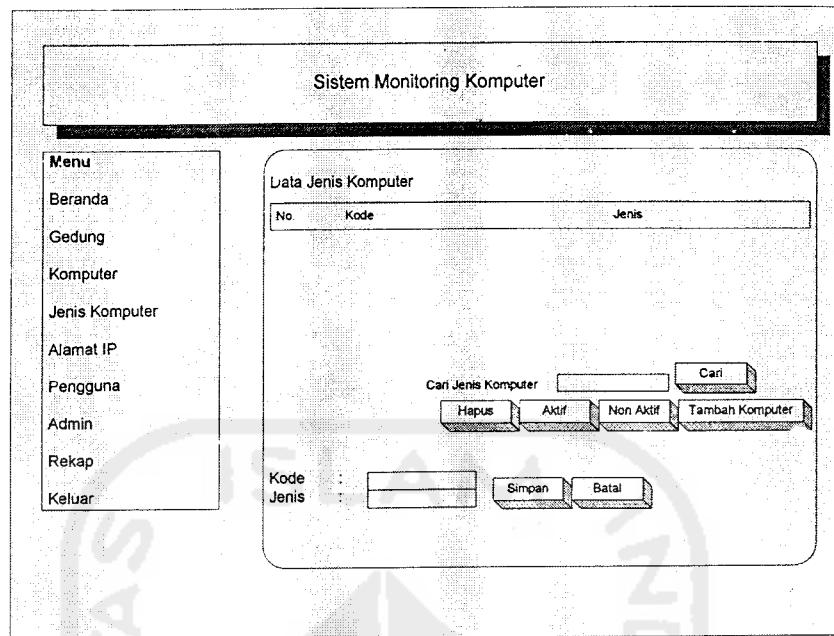 Sistem Monitoring Komputer
Menu
Beranda
Gedung
Komputer
Jenis Komputer
Alamat IP
Pengguna
Admin
Rekap
Keluar
Data Jenis Komputer
No. Kode Jenis
Cari Jenis Komputer : Cari
Hapus Aktif Non Aktif Tambah Komputer
Kode :
Jenis :
Simpan Batal
ISLAM